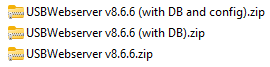 USBWebserver v8.6.6 (with DB and config).zip
USBWebserver v8.6.6 (with DB).zip
USBWebserver v8.6.6.zip